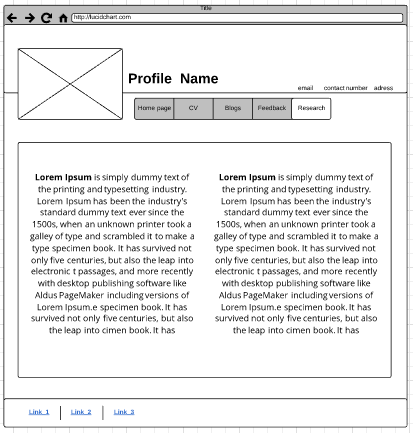 Title
http://lucidchart.com
Profile Name
email contact number adress
Home page CV Blogs Feedback Research
Lorem Ipsum is simply dummy text of
the printing and typesetting industry.
Lorem Ipsum has been the industry's
standard dummy text ever since the
1500s, when an unknown printer took a
galley of type and scrambled it to make a
type specimen book. It has survived not
only five centuries, but also the leap into
electronic t passages, and more recently
with desktop publishing software like
Aldus PageMaker including versions of
Lorem Ipsum.e specimen book. It has
survived not only five centuries, but also
the leap into cimen book. It has
Lorem Ipsum is simply dummy text of
the printing and typesetting industry.
Lorem Ipsum has been the industry's
standard dummy text ever since the
1500s, when an unknown printer took a
galley of type and scrambled it to make a
type specimen book. It has survived not
only five centuries, but also the leap into
electronic t passages, and more recently
with desktop publishing software like
Aldus PageMaker including versions of
Lorem Ipsum.e specimen book. It has
survived not only five centuries, but also
the leap into cimen book. It has
Link_1 Link_2 Link_3